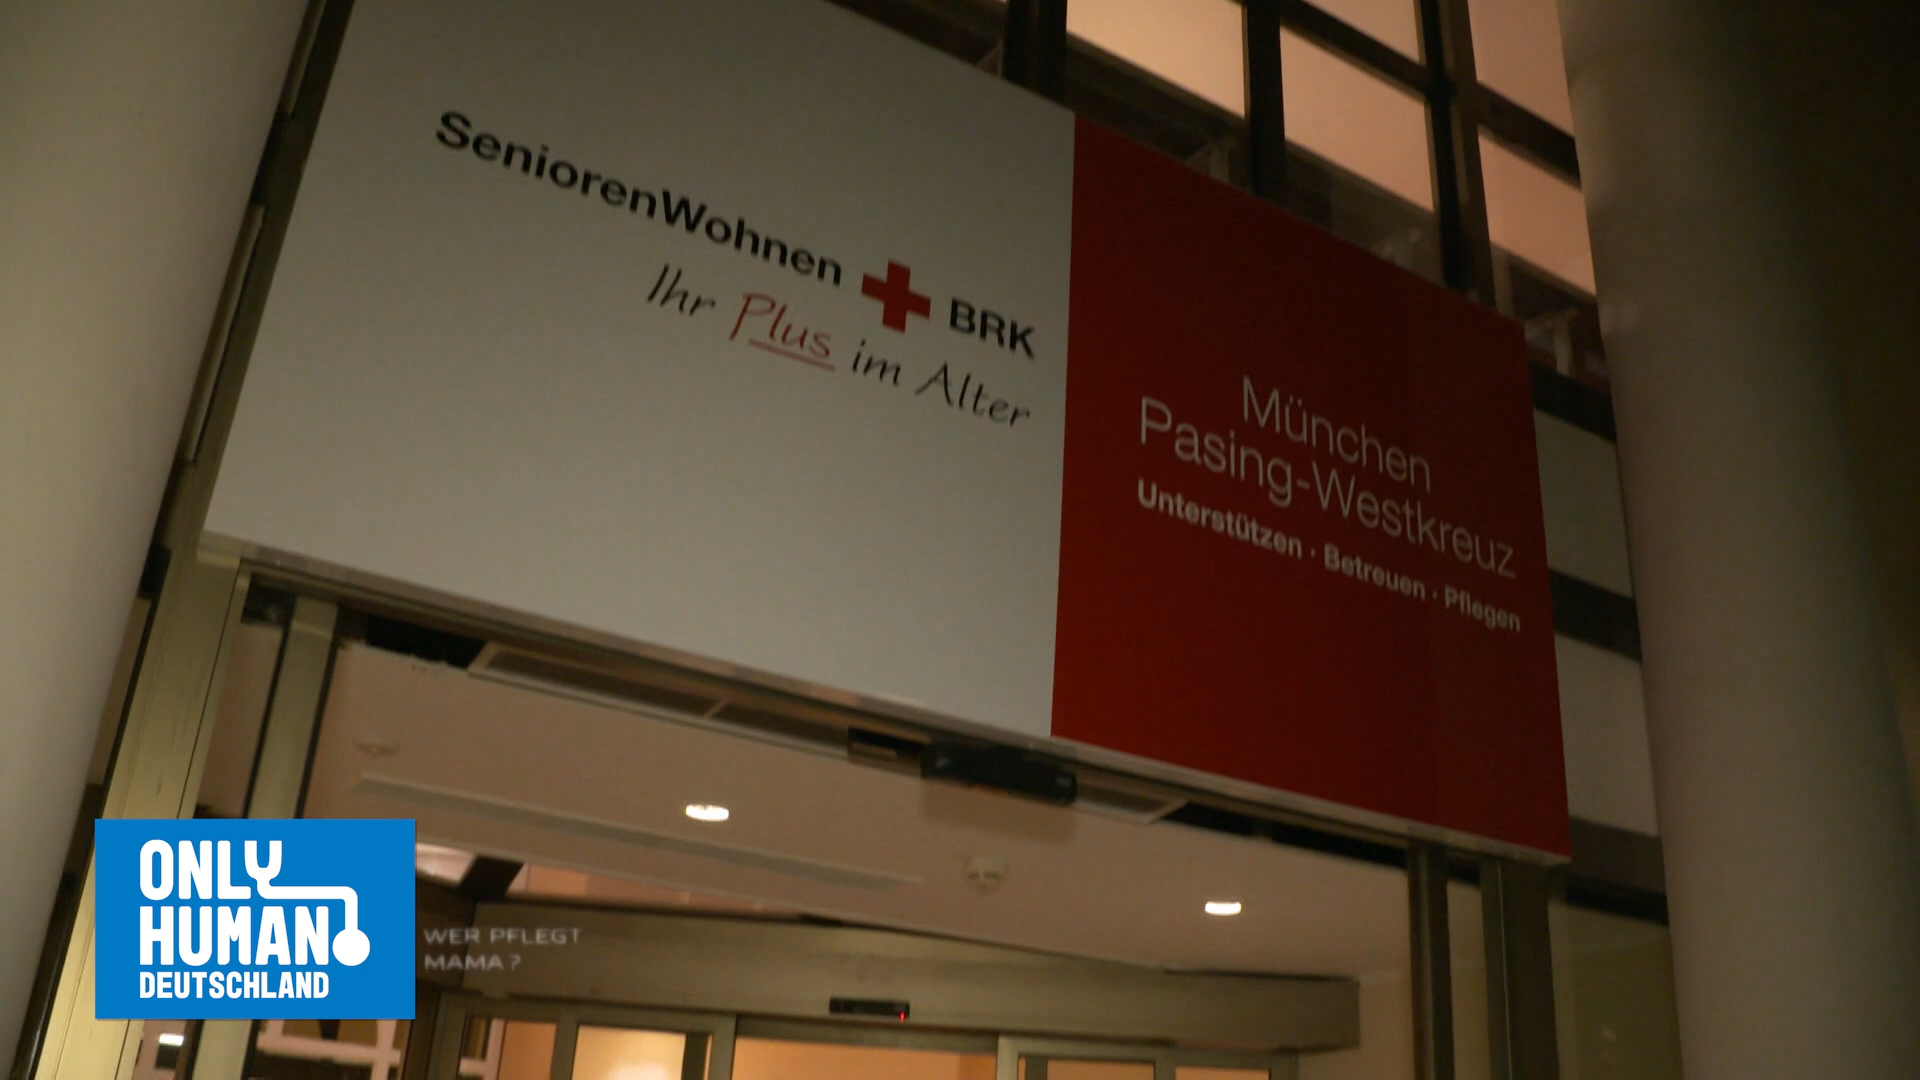 SeniorenWohnen + BRK
Ihr Plus im Alter
München
Pasing-Westkreuz
Unterstützen · Betreuen · Pflegen
ONLY
HUMAN
DEUTSCHLAND
WER PFLEGT
MAMA?